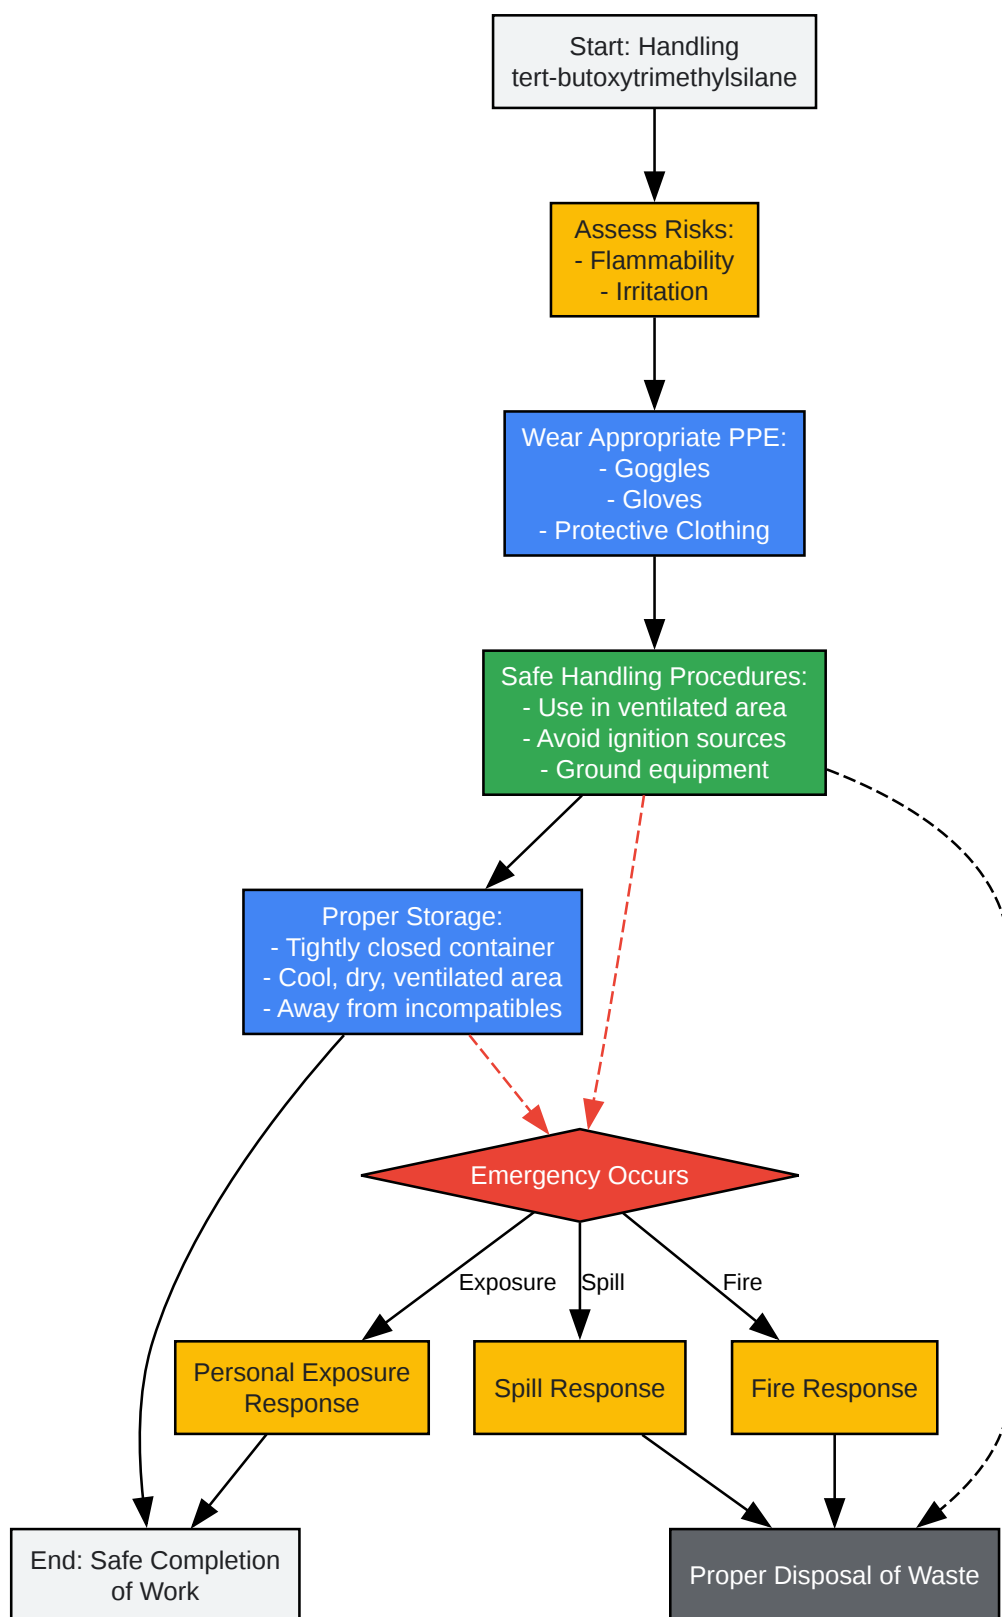 Start: Handling
tert-butoxytrimethylsilane
Assess Risks:
- Flammability
- Irritation
Wear Appropriate PPE:
- Goggles
- Gloves
- Protective Clothing
Safe Handling Procedures:
- Use in ventilated area
- Avoid ignition sources
- Ground equipment
Proper Storage:
- Tightly closed container
- Cool, dry, ventilated area
- Away from incompatibles
Emergency Occurs
Exposure
Spill
Fire
Personal Exposure
Response
Spill Response
Fire Response
End: Safe Completion
of Work
Proper Disposal of Waste